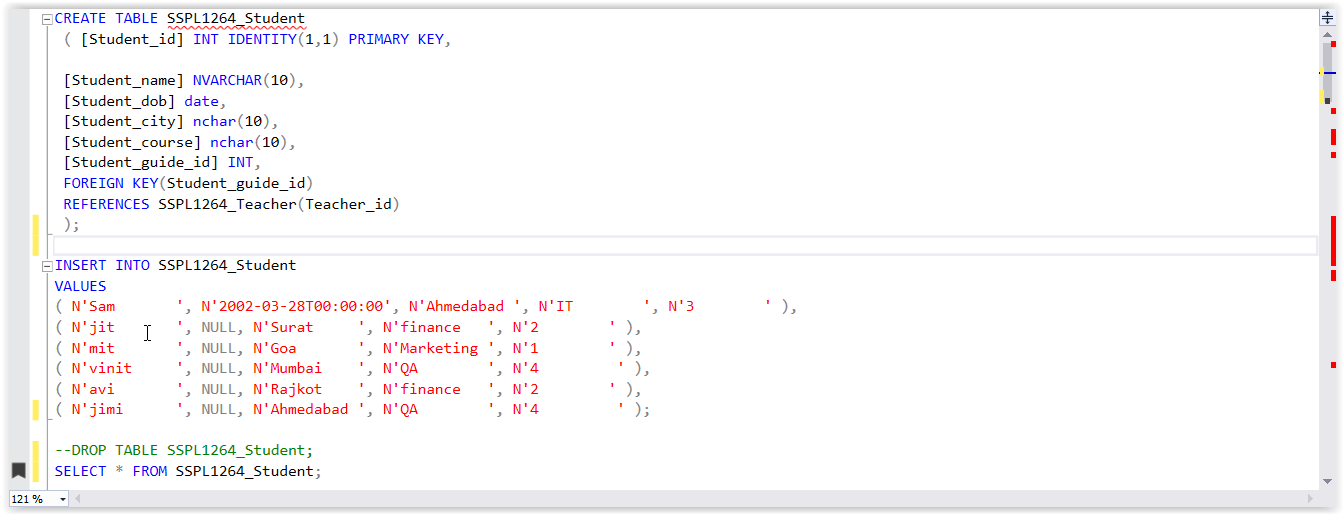 CREATE TABLE SSPL1264_Student
( [Student_id] INT IDENTITY(1,1) PRIMARY KEY,
[Student_name] NVARCHAR(10),
[Student_dob] date,
[Student_city] nchar(10),
[Student_course] nchar(10),
[Student_guide_id] INT,
FOREIGN KEY(Student_guide_id)
REFERENCES SSPL1264_Teacher(Teacher_id)
);
INSERT INTO SSPL1264_Student
VALUES
( N'Sam       ', N'2002-03-28T00:00:00', N'Ahmedabad ', N'IT        ', N'3        ' ),
( N'jit       ', NULL, N'Surat     ', N'finance   ', N'2        ' ),
( N'mit       ', NULL, N'Goa       ', N'Marketing ', N'1        ' ),
( N'vinit     ', NULL, N'Mumbai    ', N'QA        ', N'4         ' ),
( N'avi       ', NULL, N'Rajkot    ', N'finance   ', N'2        ' ),
( N'jimi      ', NULL, N'Ahmedabad ', N'QA        ', N'4         ' );
--DROP TABLE SSPL1264_Student;
SELECT * FROM SSPL1264_Student;
121 %